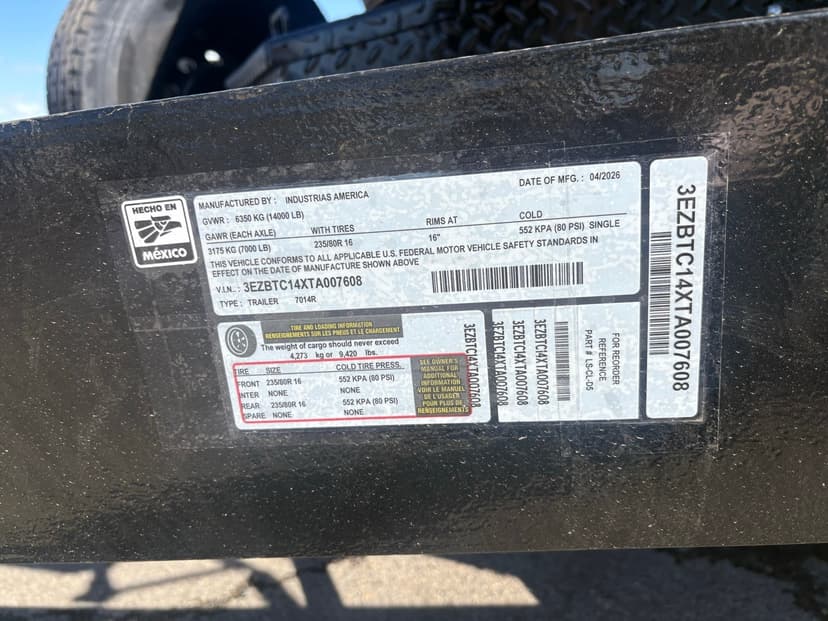 HECHO EN
MÉXICO
MANUFACTURED BY : INDUSTRIAS AMERICA
DATE OF MFG. : 04/2026
GVWR : 6350 KG (14000 LB)
GAWR (EACH AXLE) WITH TIRES RIMS AT COLD
3175 KG (7000 LB) 235/80R 16 16" 552 KPA (80 PSI) SINGLE
THIS VEHICLE CONFORMS TO ALL APPLICABLE U.S. FEDERAL MOTOR VEHICLE SAFETY STANDARDS IN
EFFECT ON THE DATE OF MANUFACTURE SHOWN ABOVE
V.I.N.: 3EZBTC14XTA007608
TYPE : TRAILER 7014R
3EZBTC14XTA007608
TIRE AND LOADING INFORMATION
RENSEIGNEMENTS SUR LES PNEUS ET LE CHARGEMENT
The weight of cargo should never exceed
4,273 kg or 9,420 lbs.
TIRE SIZE COLD TIRE PRESS.
FRONT 235/80R 16 552 KPA (80 PSI)
INTER NONE NONE
REAR 235/80R 16 552 KPA (80 PSI)
SPARE NONE NONE
SEE OWNER'S
MANUAL FOR
ADDITIONAL
INFORMATION
VOIR LE MANUEL
DE L'USAGER
POUR PLUS DE
RENSEIGNEMENTS
3EZBTC14XTA007608
3EZBTC14XTA007608
3EZBTC14XTA007608
3EZBTC14XTA007608
FOR REORDER
REFERENCE
PART # LS-CL-05